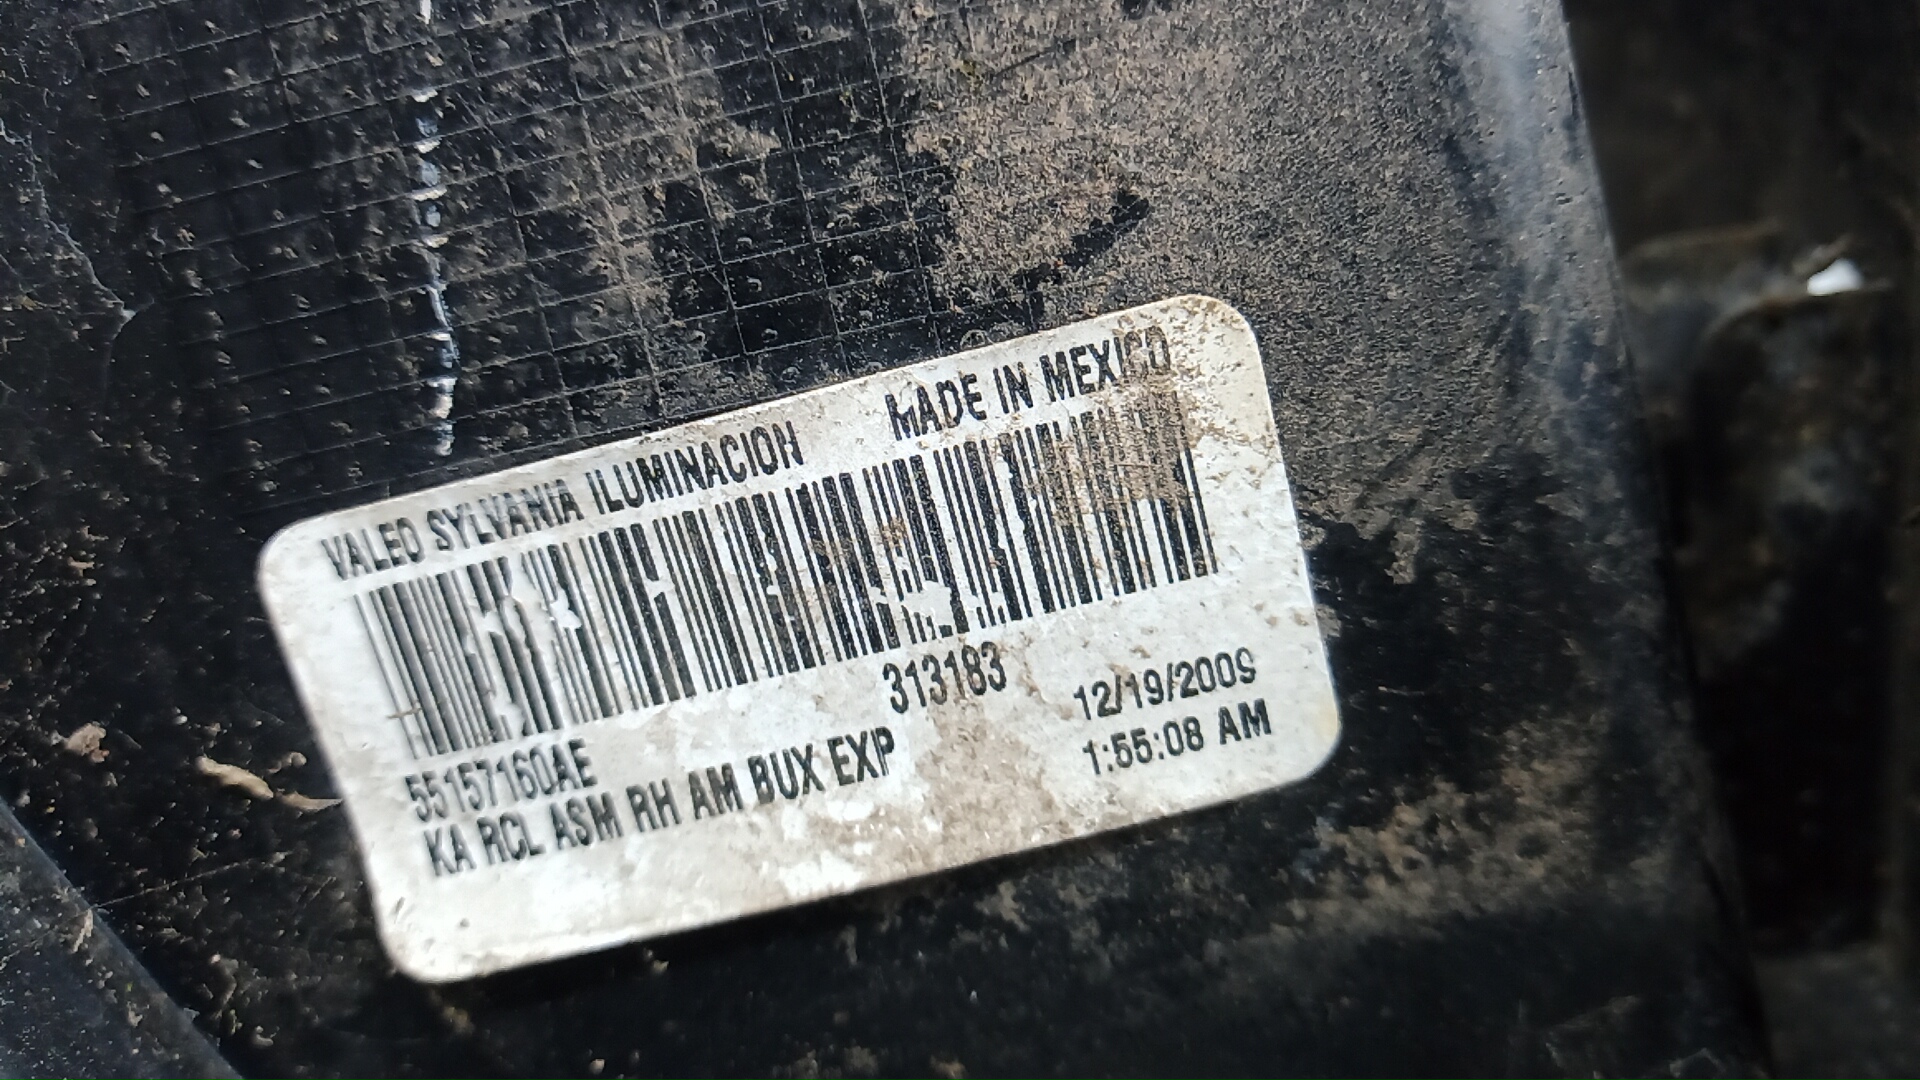 VALEO SYLVANIA ILUMINACION MADE IN MEXICO
313183
55157160AE 12/19/2009
KA RCL ASM RH AM BUX EXP 1:55:08 AM